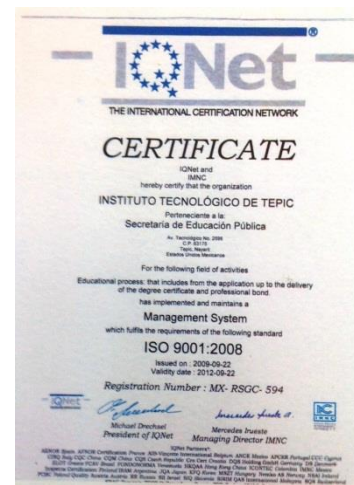 IQNet
®
THE INTERNATIONAL CERTIFICATION NETWORK
CERTIFICATE
IQNet and
IMNC
hereby certify that the organization
INSTITUTO TECNOLÓGICO DE TEPIC
Perteneciente a la:
Secretaría de Educación Pública
Av. Tecnológico No. 2595
C.P. 63175
Tepic, Nayarit
Estados Unidos Mexicanos
For the following field of activities
Educational process: that includes from the application up to the delivery
of the degree certificate and professional bond.
has implemented and maintains a
Management System
which fulfils the requirements of the following standard
ISO 9001:2008
Issued on : 2009-09-22
Validity date : 2012-09-22
Registration Number : MX- RSGC- 594
IQNet
Michael Drechsel
President of IQNet
Mercedes Irueste
Managing Director IMNC
IQNet Partners*: